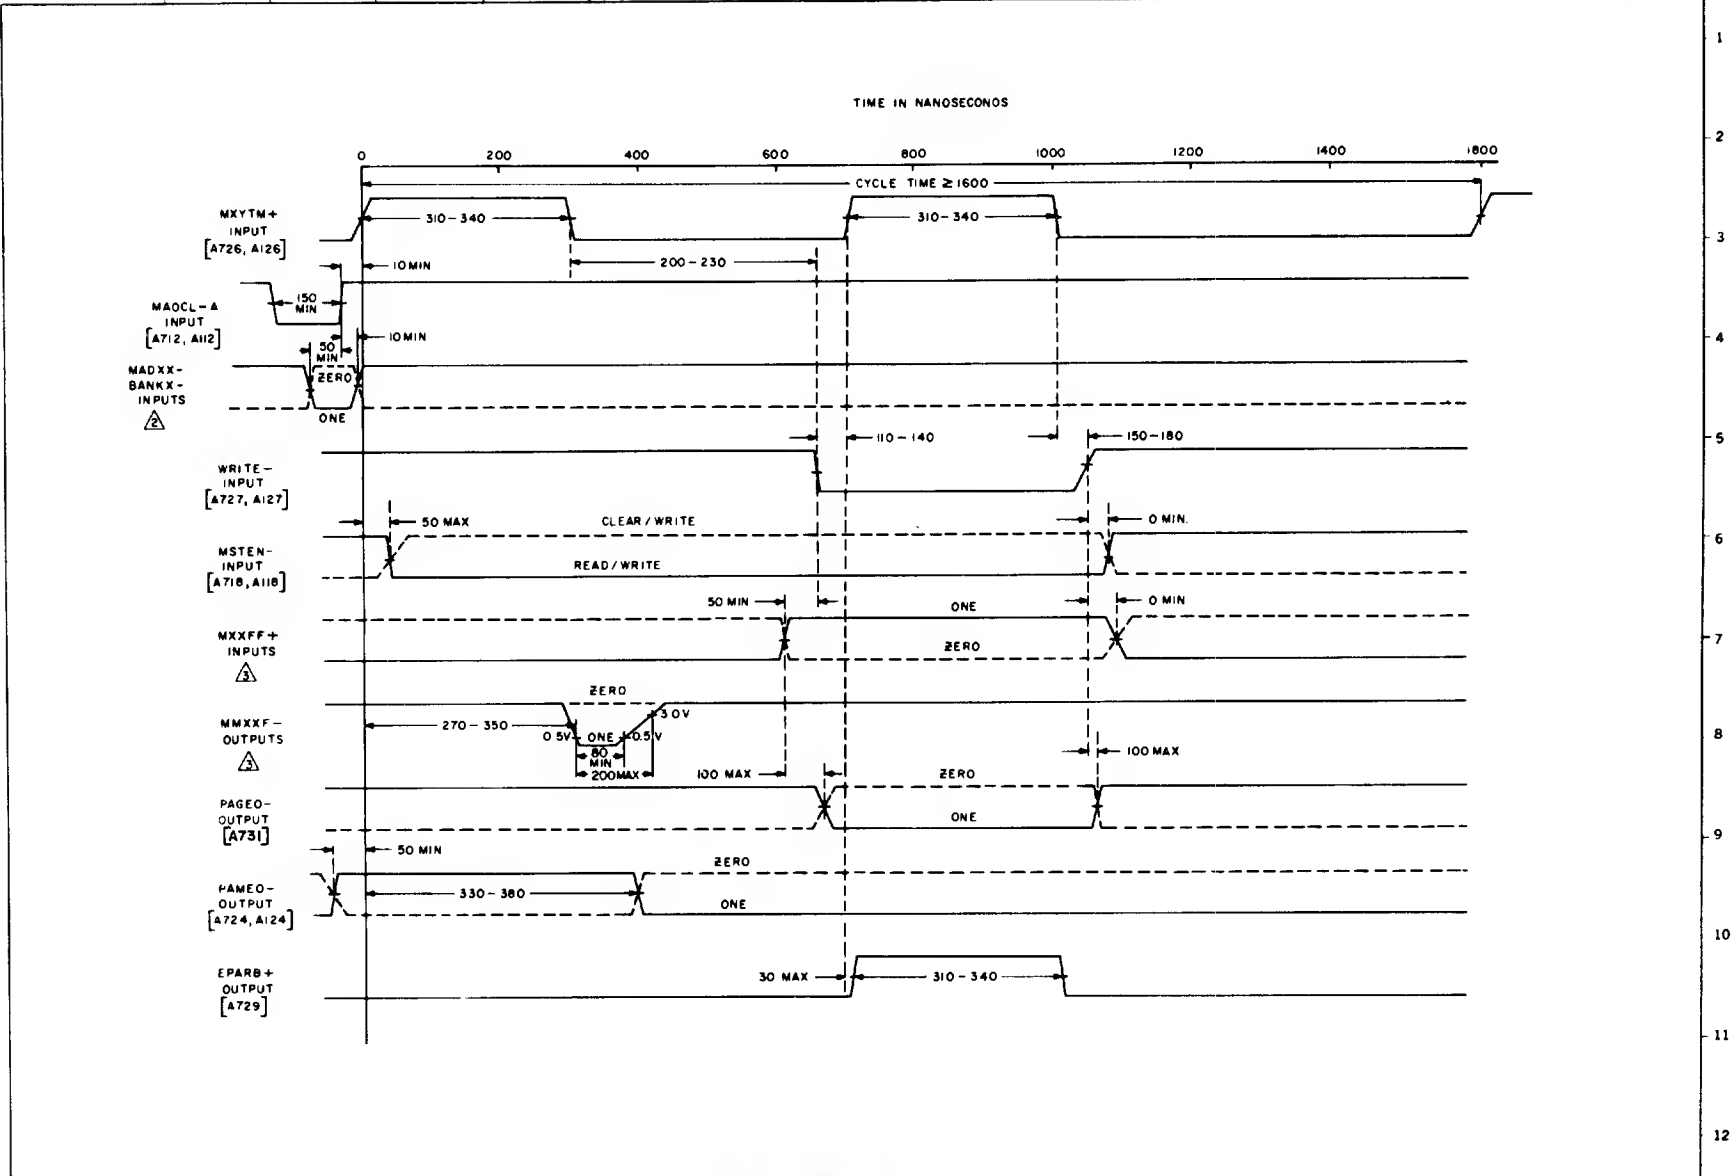 TIME IN NANOSECONOS
0 200 400 600 800 1000 1200 1400 1800
CYCLE TIME ≥ 1600
MXYTM+
INPUT
[A726, A126]
310-340
310-340
200-230
10 MIN
MAOCL-A
INPUT
[A712, A112]
150
MIN
10 MIN
50
MIN
MADXX-
BANKX-
INPUTS
2
ZERO
ONE
110-140
150-180
WRITE-
INPUT
[A727, A127]
50 MAX
CLEAR/WRITE
0 MIN.
MSTEN-
INPUT
[A718, A118]
READ/WRITE
50 MIN
ONE
0 MIN
MXXFF+
INPUTS
3
ZERO
ZERO
MMXXF-
OUTPUTS
3
270-350
0 5V
ONE
0.5 V
3.0V
80
MIN
200MAX
100 MAX
100 MAX
ZERO
PAGEO-
OUTPUT
[A731]
ONE
50 MIN
ZERO
PAMEO-
OUTPUT
[A724, A124]
330-380
ONE
EPARB+
OUTPUT
[A729]
30 MAX
310-340
1
2
3
4
5
6
7
8
9
10
11
12